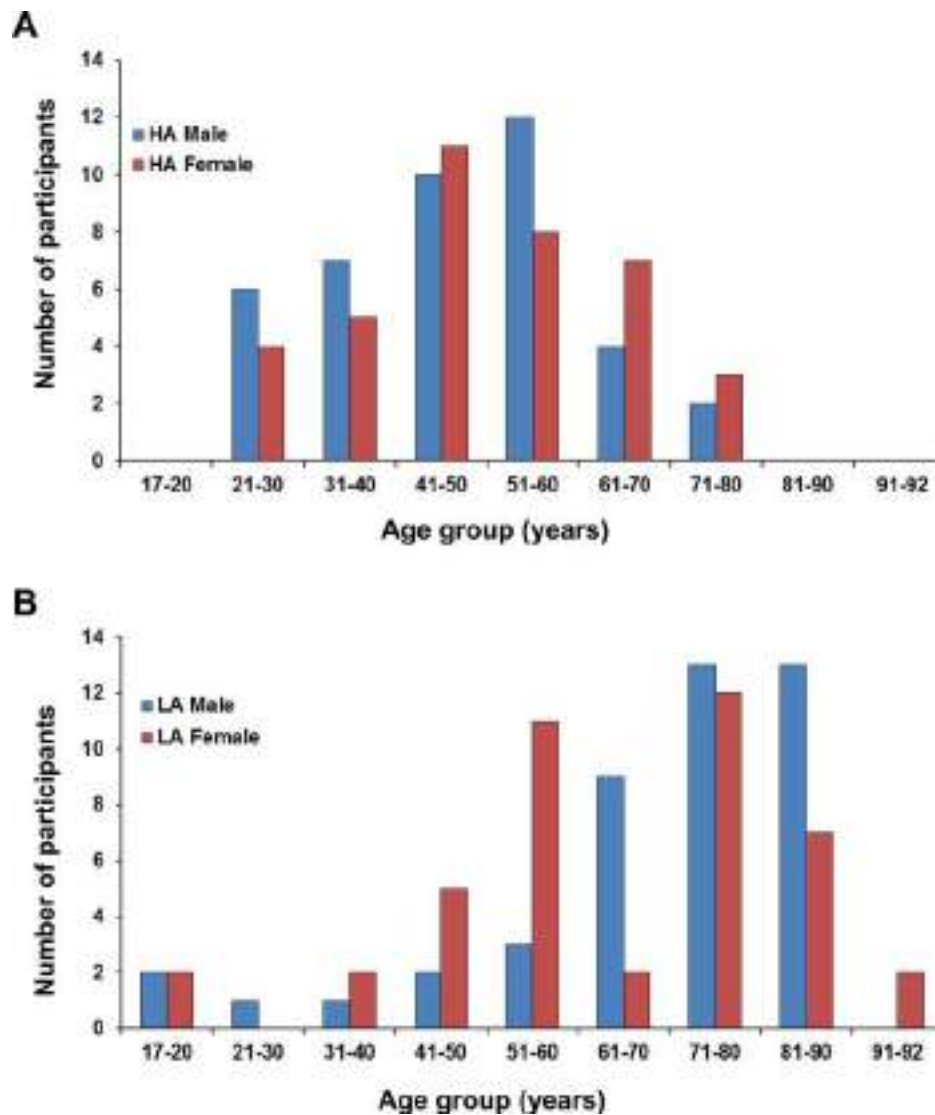 A
14
12
10
8
6
4
2
0
Number of participants
HA Male
HA Female
17-20 21-30 31-40 41-50 51-60 61-70 71-80 81-90 91-92
Age group (years)
B
14
12
10
8
6
4
2
0
Number of participants
LA Male
LA Female
17-20 21-30 31-40 41-50 51-60 61-70 71-80 81-90 91-92
Age group (years)